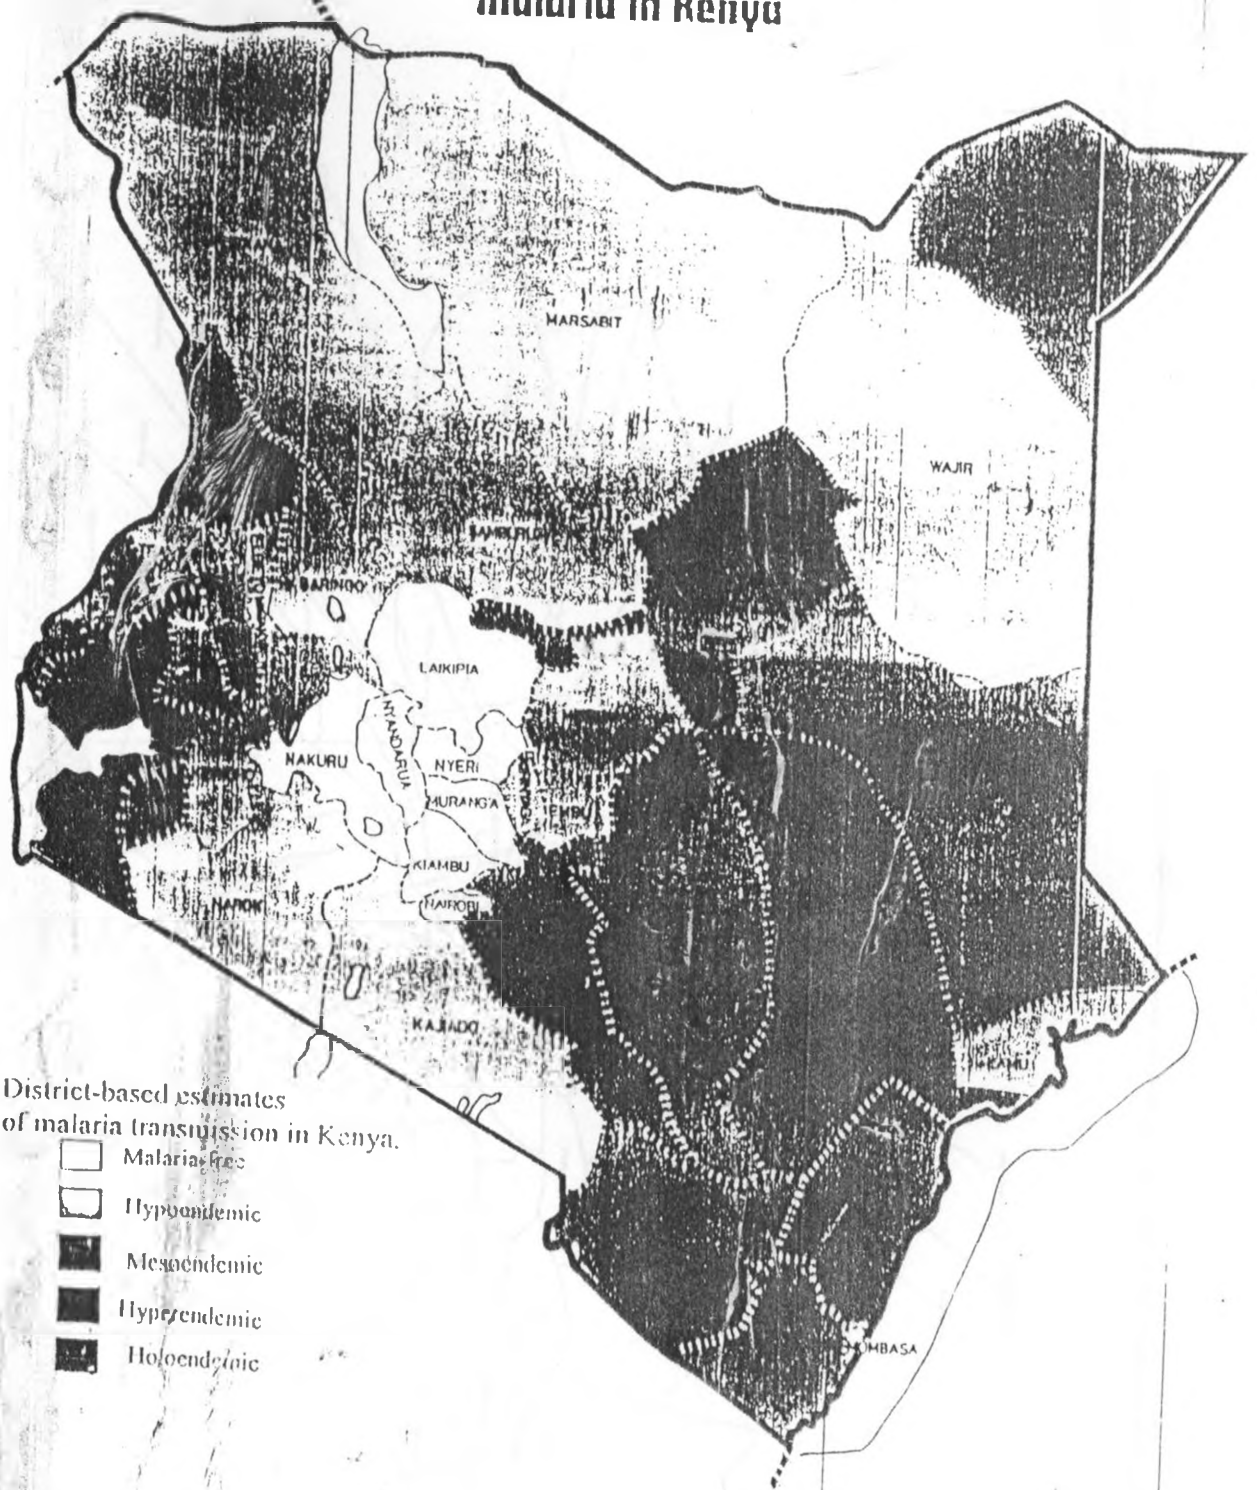 Malaria in Kenya
MARSABIT
WAJIR
SAMBURU
BARINGO
LAIKIPIA
NYANDARUA
NAKURU
NYERI
MURANG'A
EMBU
KIAMBU
NAIROBI
NAROK
KAJIADO
LAMU
MOMBASA
District-based estimates
of malaria transmission in Kenya.
Malaria-free
Hypoendemic
Mesoendemic
Hyperendemic
Holoendemic